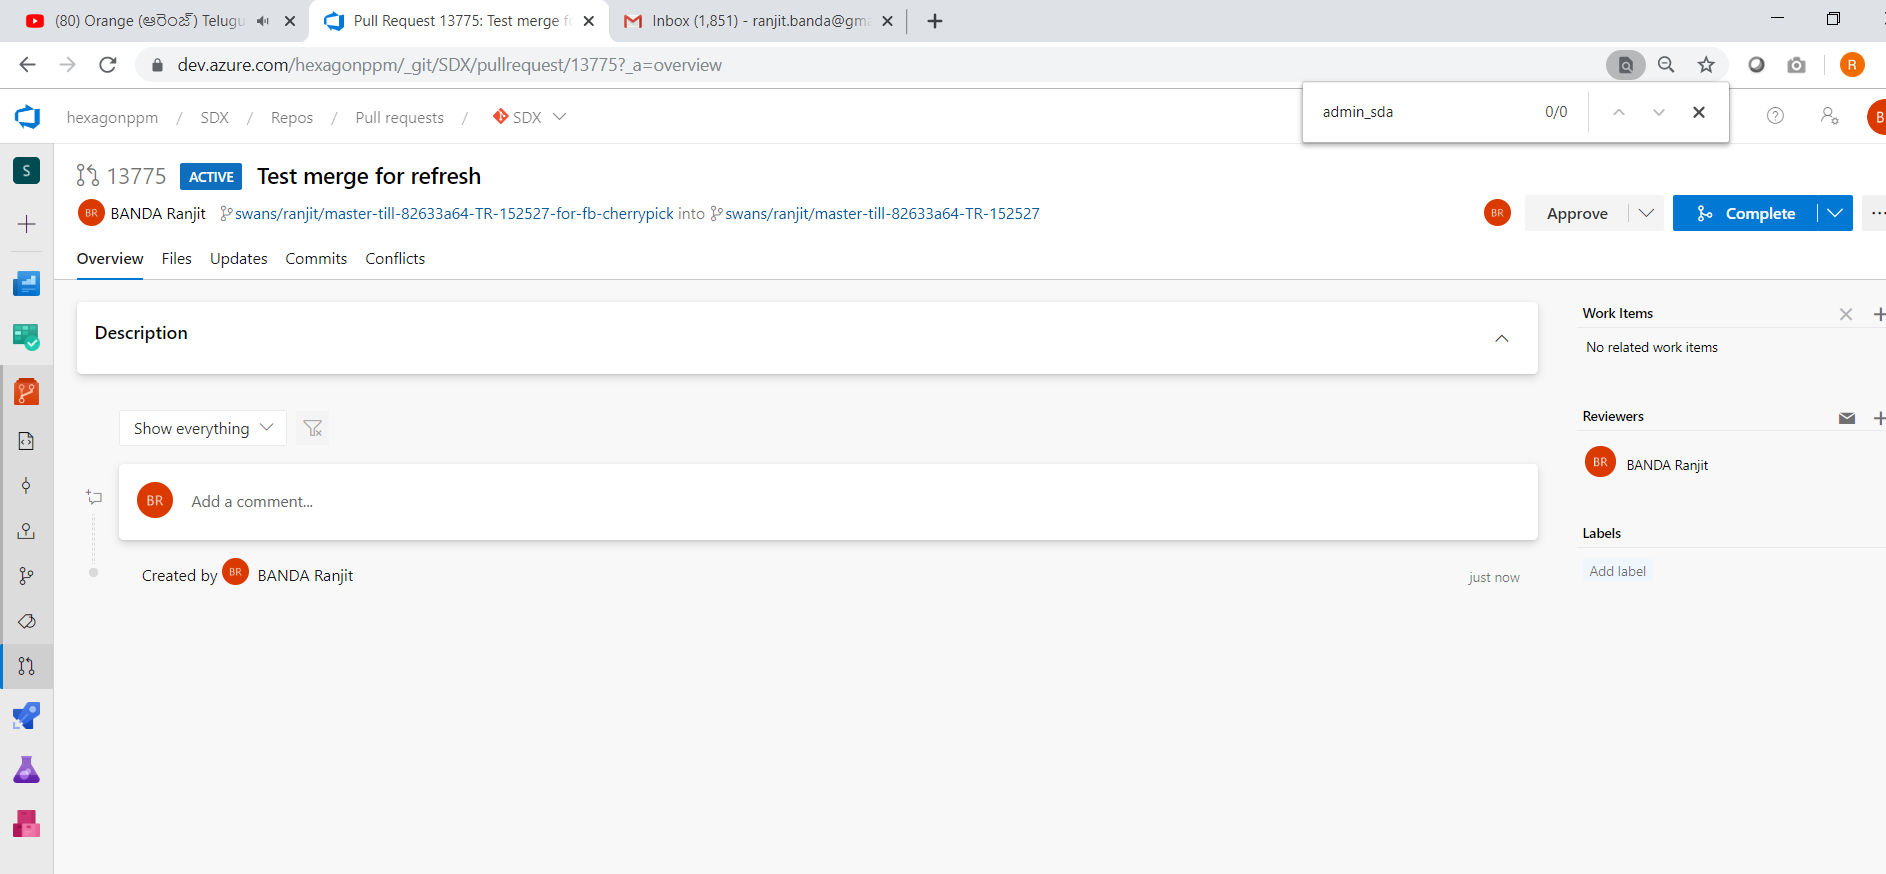 (80) Orange (ఆరెంజ్) Telugu
Pull Request 13775: Test merge f
Inbox (1,851) - ranjit.banda@gma
dev.azure.com/hexagonppm/_git/SDX/pullrequest/13775?_a=overview
R
admin_sda 0/0
hexagonppm / SDX / Repos / Pull requests / SDX
B
S
13775 ACTIVE Test merge for refresh
BR BANDA Ranjit swans/ranjit/master-till-82633a64-TR-152527-for-fb-cherrypick into swans/ranjit/master-till-82633a64-TR-152527
BR Approve Complete ...
Overview Files Updates Commits Conflicts
Description
Work Items
No related work items
Show everything
Reviewers
BR BANDA Ranjit
BR Add a comment...
Labels
Add label
Created by BR BANDA Ranjit just now